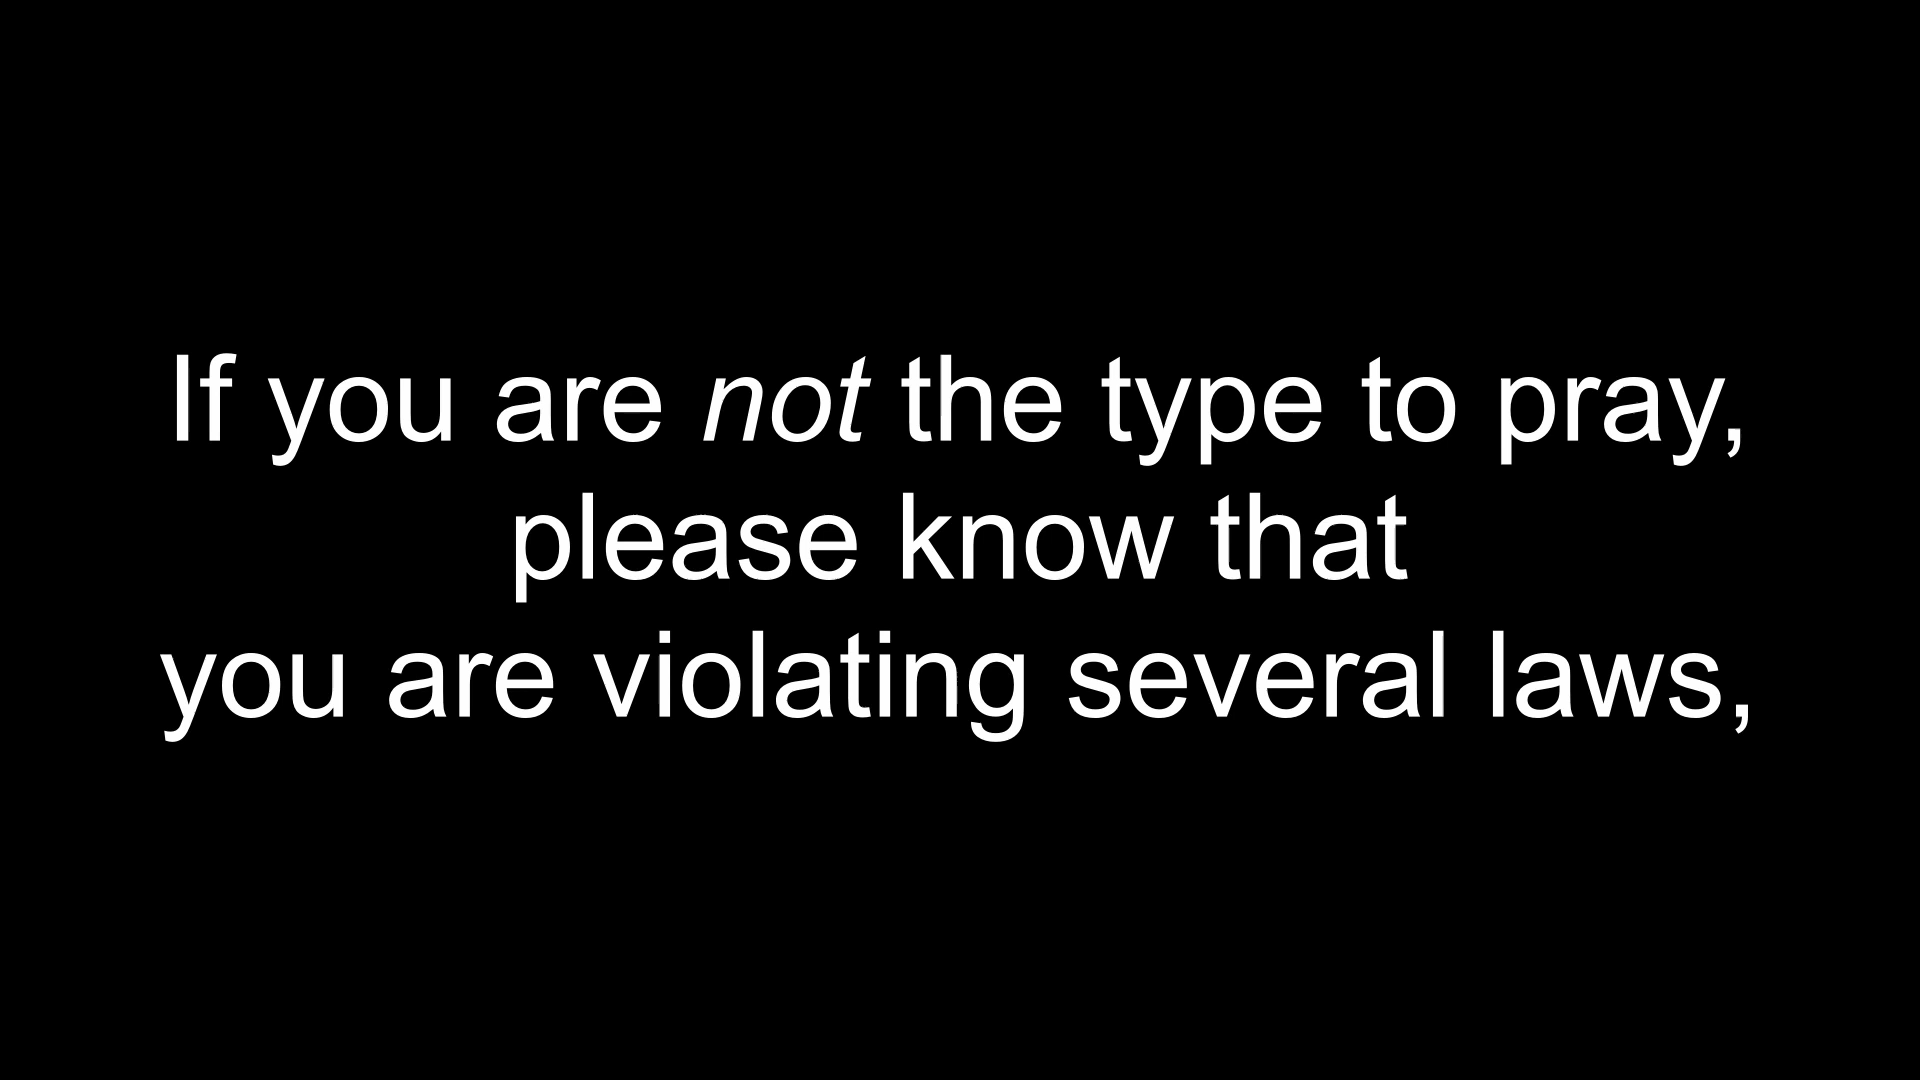 If you are not the type to pray,
please know that
you are violating several laws,